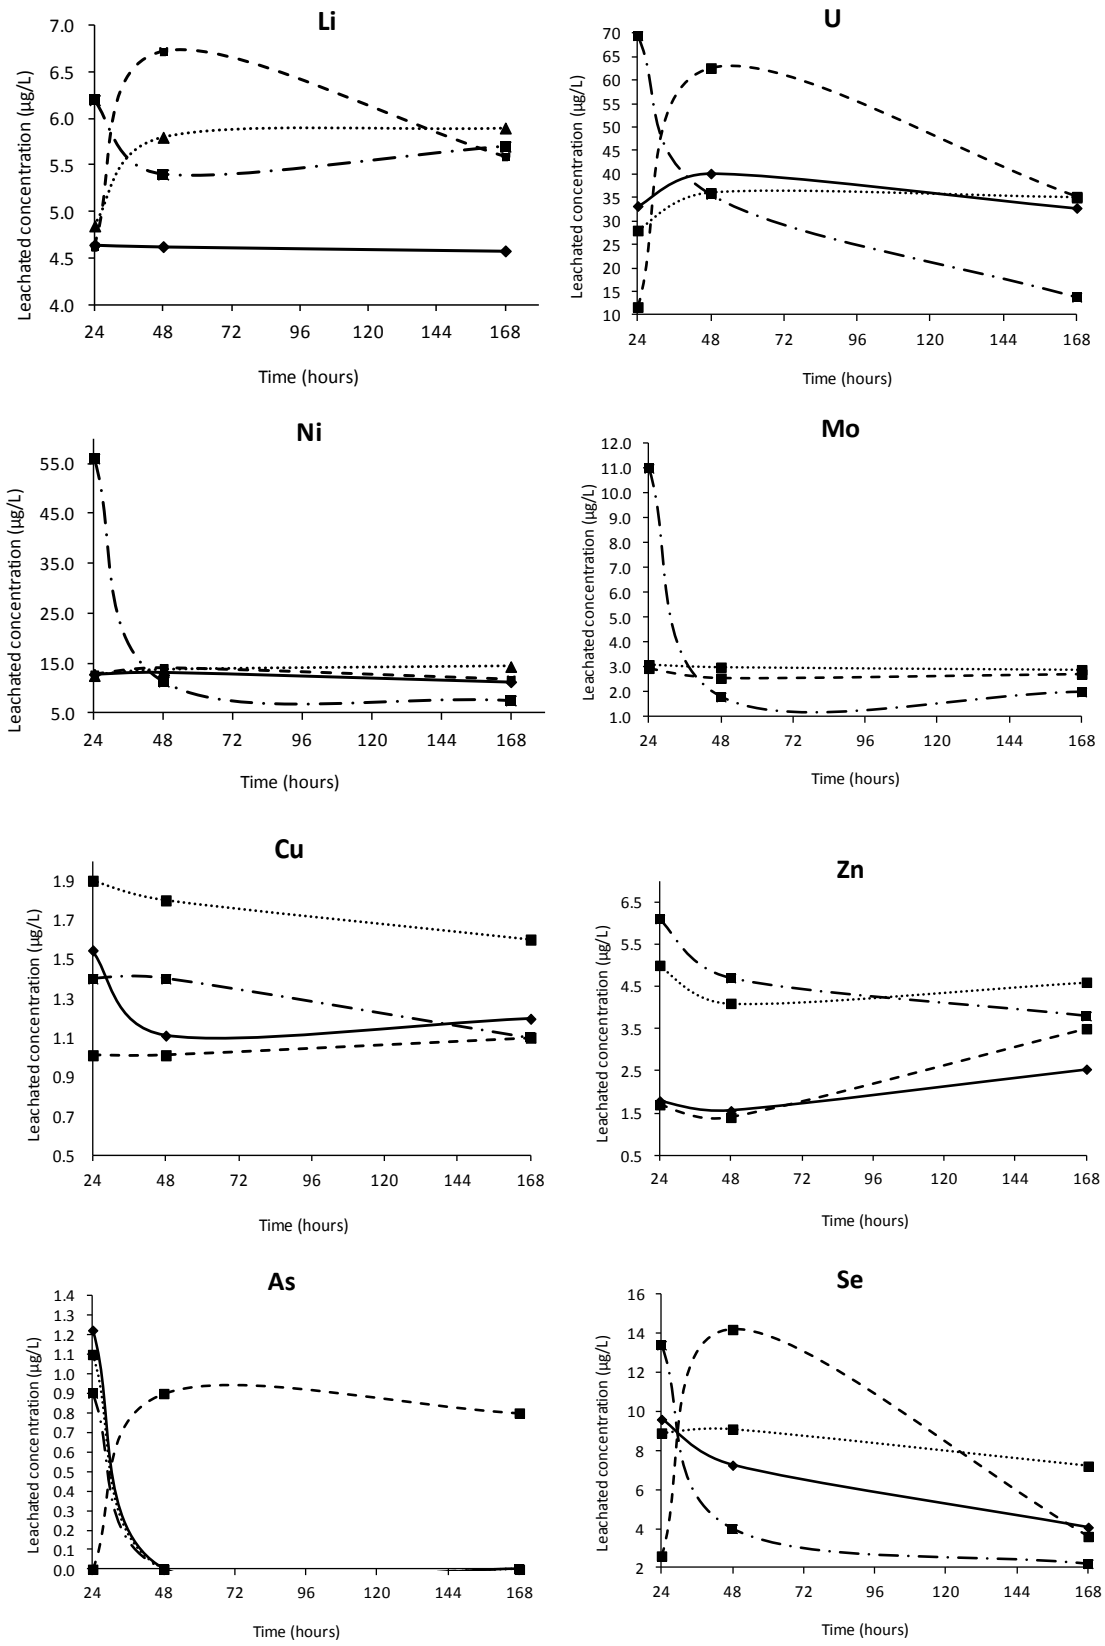 Li
Leachated concentration (µg/L)
7.0
6.5
6.0
5.5
5.0
4.5
4.0
24 48 72 96 120 144 168
Time (hours)
U
Leachated concentration (µg/L)
70
65
60
55
50
45
40
35
30
25
20
15
10
24 48 72 96 120 144 168
Time (hours)
Ni
Leachated concentration (µg/L)
55.0
45.0
35.0
25.0
15.0
5.0
24 48 72 96 120 144 168
Time (hours)
Mo
Leachated concentration (µg/L)
12.0
11.0
10.0
9.0
8.0
7.0
6.0
5.0
4.0
3.0
2.0
1.0
24 48 72 96 120 144 168
Time (hours)
Cu
Leachated concentration (µg/L)
1.9
1.7
1.5
1.3
1.1
0.9
0.7
0.5
24 48 72 96 120 144 168
Time (hours)
Zn
Leachated concentration (µg/L)
6.5
5.5
4.5
3.5
2.5
1.5
0.5
24 48 72 96 120 144 168
Time (hours)
As
Leachated concentration (µg/L)
1.4
1.3
1.2
1.1
1.0
0.9
0.8
0.7
0.6
0.5
0.4
0.3
0.2
0.1
0.0
24 48 72 96 120 144 168
Time (hours)
Se
Leachated concentration (µg/L)
16
14
12
10
8
6
4
2
24 48 72 96 120 144 168
Time (hours)